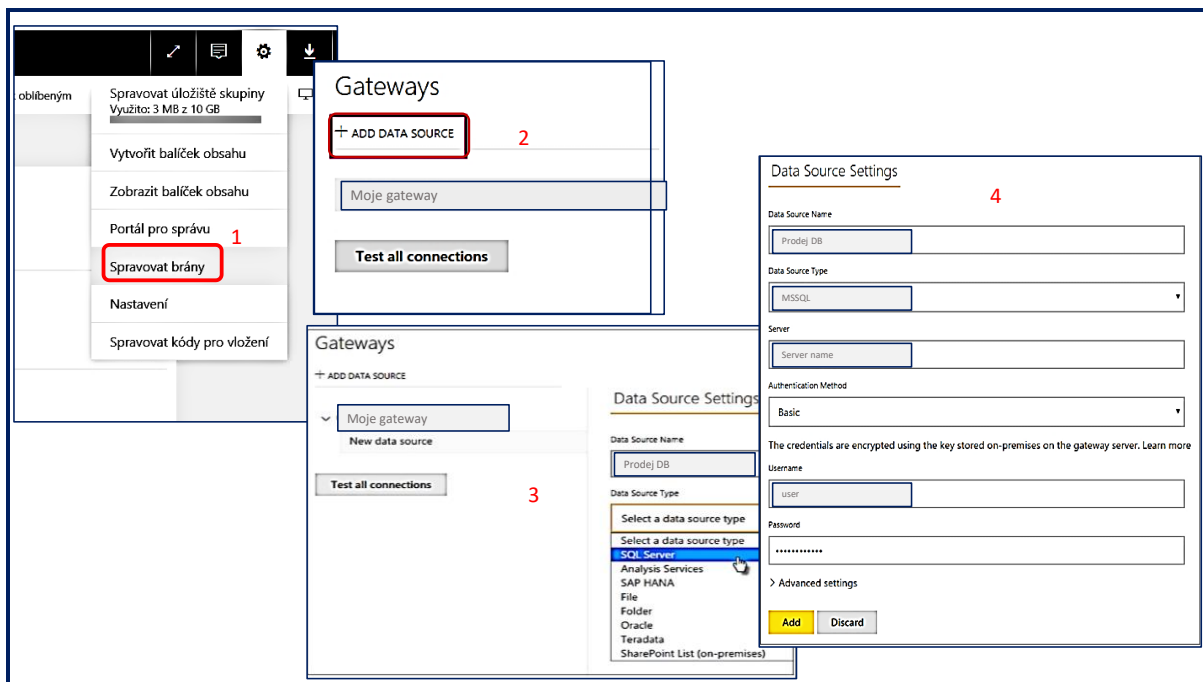 oblíbeným
Spravovat úložiště skupiny
Využito: 3 MB z 10 GB
Vytvořit balíček obsahu
Zobrazit balíček obsahu
Portál pro správu
1
Spravovat brány
Nastavení
Spravovat kódy pro vložení
Gateways
+ ADD DATA SOURCE
2
Moje gateway
Test all connections
Gateways
+ ADD DATA SOURCE
Moje gateway
New data source
Test all connections
3
Data Source Settings
Data Source Name
Prodej DB
Data Source Type
Select a data source type
Select a data source type
SQL Server
Analysis Services
SAP HANA
File
Folder
Oracle
Teradata
SharePoint List (on-premises)
Data Source Settings
4
Data Source Name
Prodej DB
Data Source Type
MSSQL
Server
Server name
Authentication Method
Basic
The credentials are encrypted using the key stored on-premises on the gateway server. Learn more
Username
user
Password
••••••••••••
> Advanced settings
Add Discard